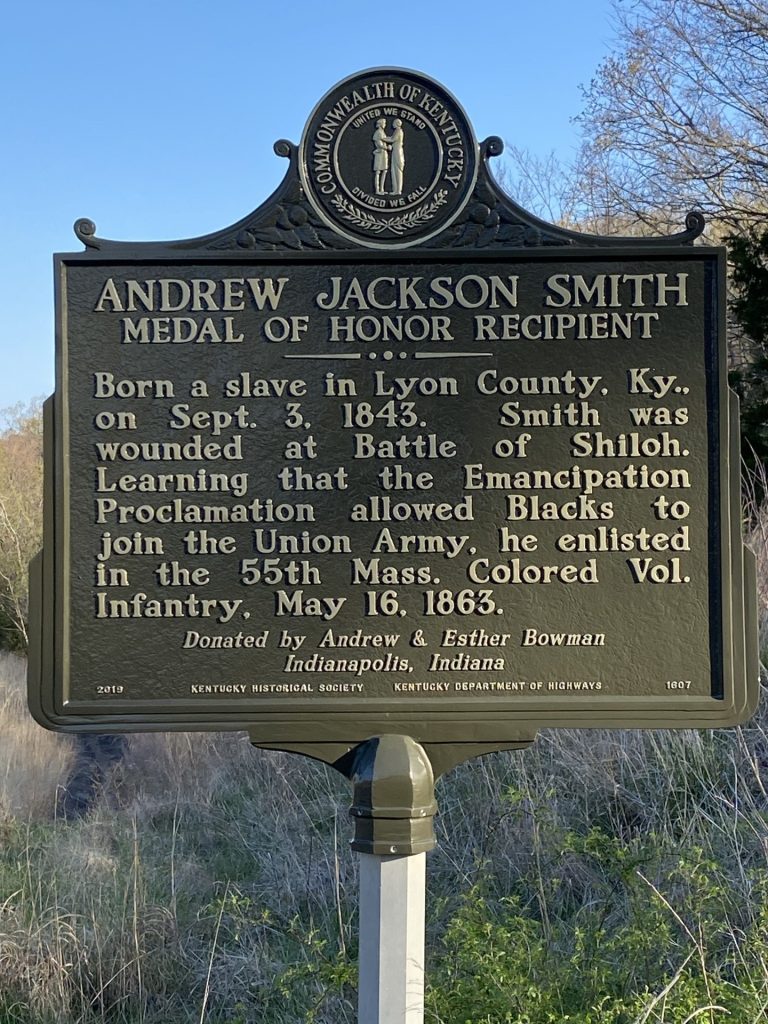 COMMONWEALTH OF KENTUCKY
UNITED WE STAND
DIVIDED WE FALL
ANDREW JACKSON SMITH
MEDAL OF HONOR RECIPIENT
Born a slave in Lyon County, Ky.,
on Sept. 3, 1843. Smith was
wounded at Battle of Shiloh.
Learning that the Emancipation
Proclamation allowed Blacks to
join the Union Army, he enlisted
in the 55th Mass. Colored Vol.
Infantry, May 16, 1863.
Donated by Andrew & Esther Bowman
Indianapolis, Indiana
2019 KENTUCKY HISTORICAL SOCIETY KENTUCKY DEPARTMENT OF HIGHWAYS 1607